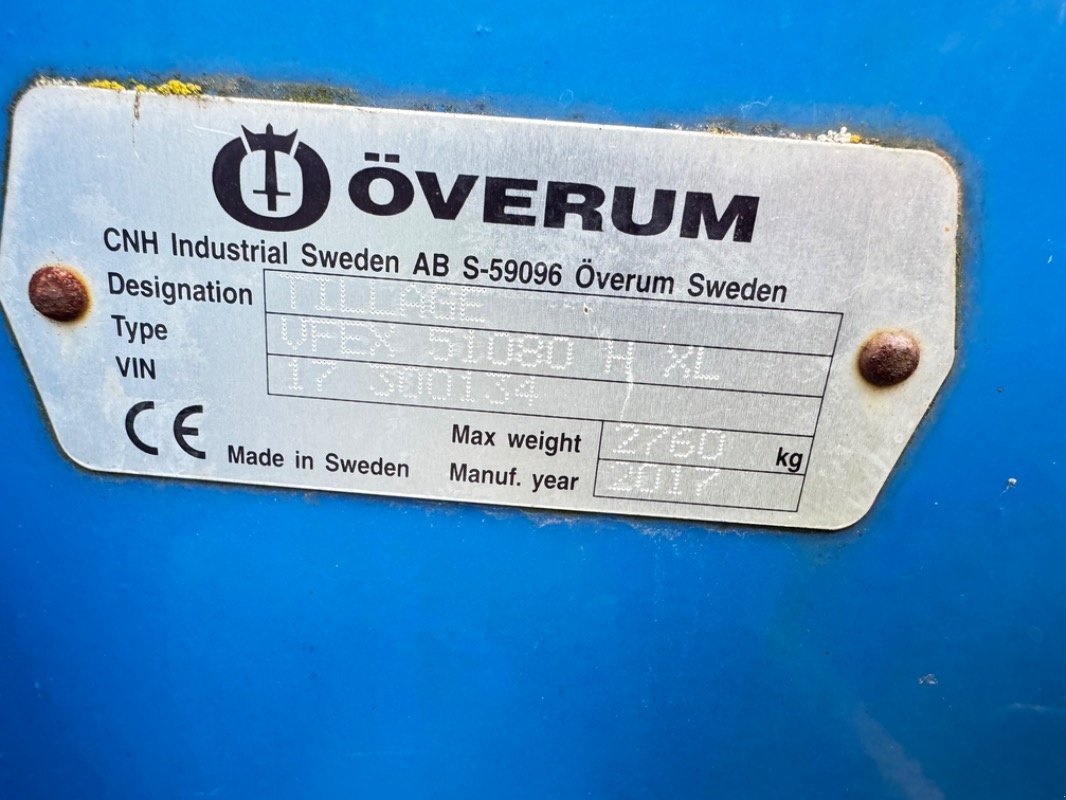 ÖVERUM
CNH Industrial Sweden AB S-59096 Överum Sweden
Designation TILLAGE
Type VFEX 51080 H XL
VIN 17 300134
CE Max weight 2760 kg
Made in Sweden Manuf. year 2017